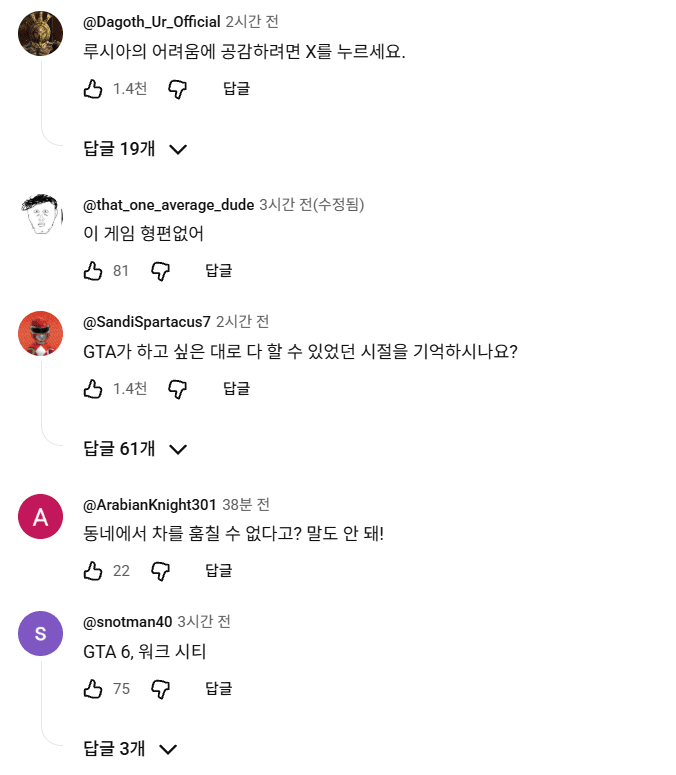 @Dagoth_Ur_Official 2시간 전
루시아의 어려움에 공감하려면 X를 누르세요.
1.4천 답글
답글 19개
@that_one_average_dude 3시간 전(수정됨)
이 게임 형편없어
81 답글
@SandiSpartacus7 2시간 전
GTA가 하고 싶은 대로 다 할 수 있었던 시절을 기억하시나요?
1.4천 답글
답글 61개
A
@ArabianKnight301 38분 전
동네에서 차를 훔칠 수 없다고? 말도 안 돼!
22 답글
S
@snotman40 3시간 전
GTA 6, 워크 시티
75 답글
답글 3개